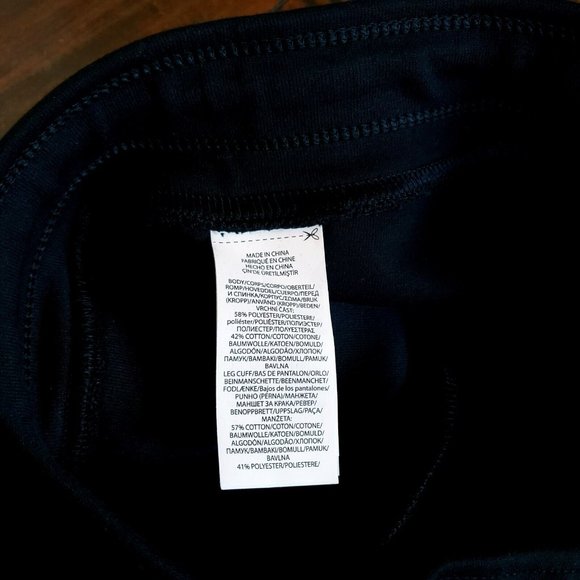 MADE IN CHINA
FABRIQUÉ EN CHINE
HECHO EN CHINA
ÇIN'DE ÜRETILMIŞTIR
BODY/CORPS/CORPO/OBERTEIL/
ROMP/HOVEDDEL/CUERPO/ПЕРЕД
И СПИНКА/КОРПУС/ΣΩΜΑ/BRUK
(KROPP)/ANVÄND (KROPP)/BEDEN/
VRCHNÍ ČÁST:
58% POLYESTER/POLIESTERE/
poliéster/POLIÉSTER/ПОЛИЭСТЕР/
ПОЛИЕСТЕР/ΠΟΛΥΕΣΤΕΡΑΣ
42% COTTON/COTON/COTONE/
BAUMWOLLE/KATOEN/BOMULD/
ALGODÓN/ALGODÃO/ХЛОПОК/
ПАМУК/ΒΑΜΒΑΚΙ/BOMULL/PAMUK/
BAVLNA
LEG CUFF/BAS DE PANTALON/ORLO/
BEINMANSCHETTE/BEENMANCHET/
FODLÆNKE/Bajos de los pantalones/
PUNHO (PERNA)/МАНЖЕТА/
МАНШЕТ ЗА КРАКА/ΡΕΒΕΡ/
BENOPPBRETT/UPPSLAG/PAÇA/
MANŽETA:
57% COTTON/COTON/COTONE/
BAUMWOLLE/KATOEN/BOMULD/
ALGODÓN/ALGODÃO/ХЛОПОК/
ПАМУК/ΒΑΜΒΑΚΙ/BOMULL/PAMUK/
BAVLNA
41% POLYESTER/POLIESTERE/